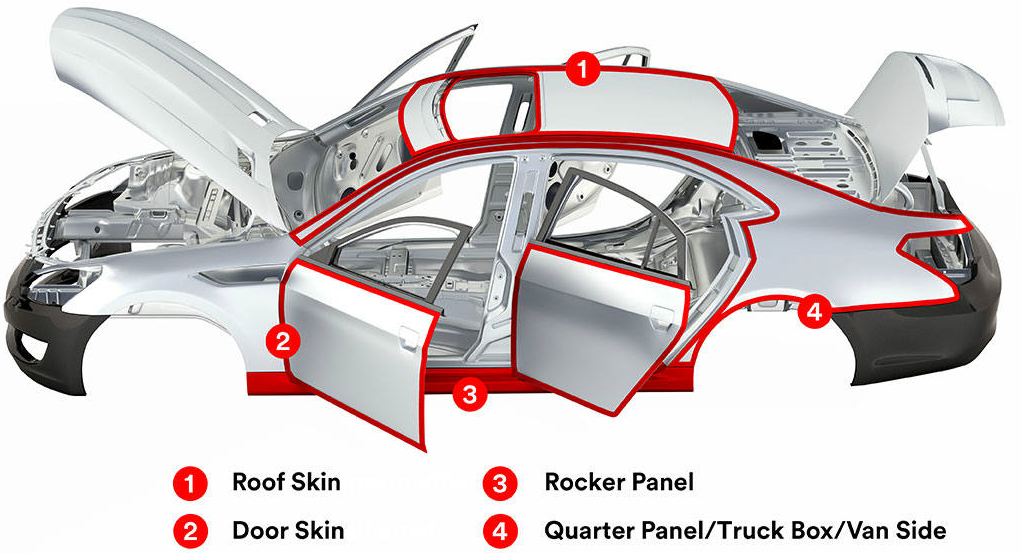 1
2
3
4
1 Roof Skin
2 Door Skin
3 Rocker Panel
4 Quarter Panel/Truck Box/Van Side